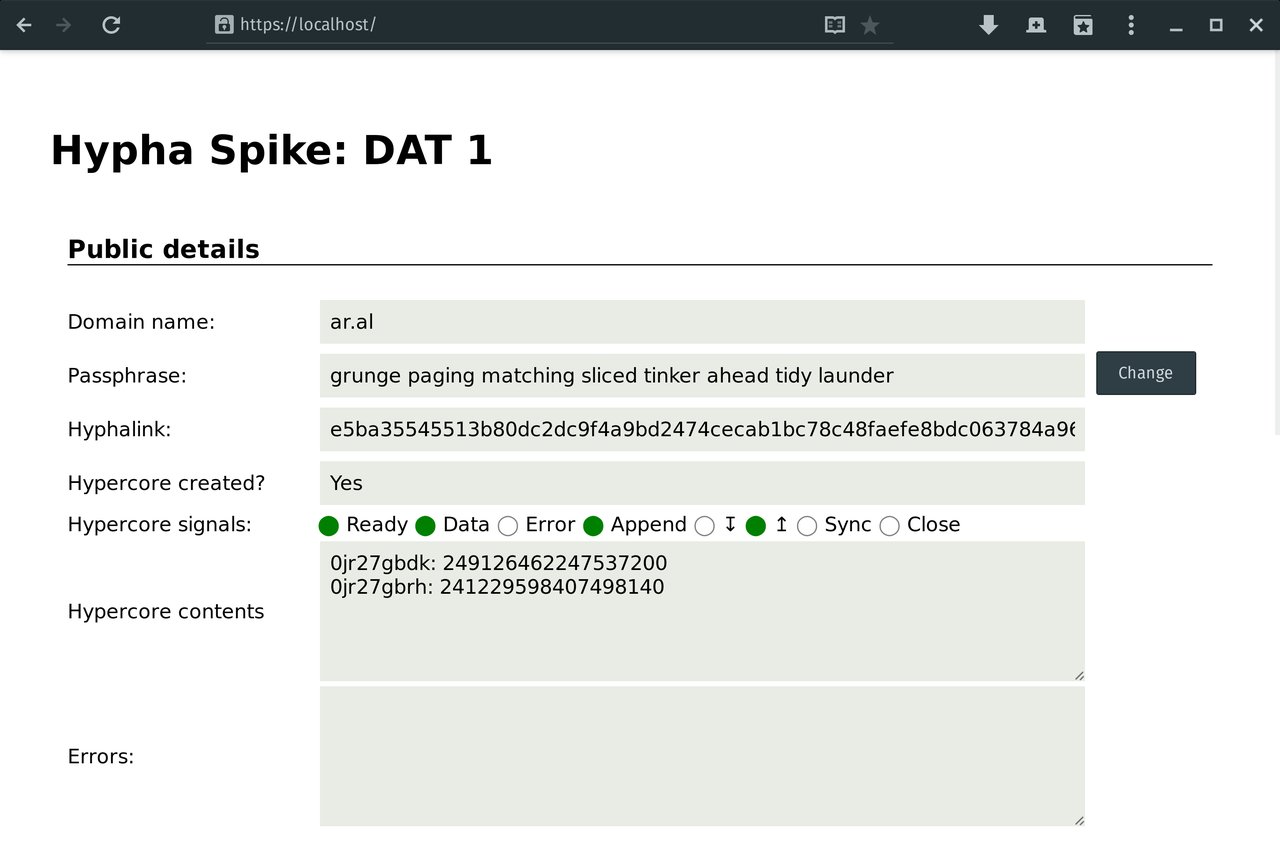 https://localhost/
Hypha Spike: DAT 1
Public details
Domain name: ar.al
Passphrase: grunge paging matching sliced tinker ahead tidy launder Change
Hyphalink: e5ba35545513b80dc2dc9f4a9bd2474cecab1bc78c48faefe8bdc063784a96
Hypercore created? Yes
Hypercore signals: Ready Data Error Append ↧ ↥ Sync Close
Hypercore contents
0jr27gbdk: 249126462247537200
0jr27gbrh: 241229598407498140
Errors: